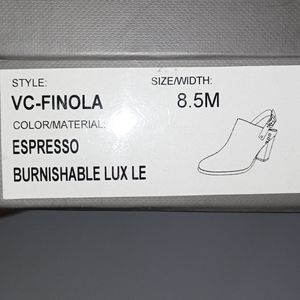 STYLE: SIZE/WIDTH:
VC-FINOLA 8.5M
COLOR/MATERIAL:
ESPRESSO
BURNISHABLE LUX LE